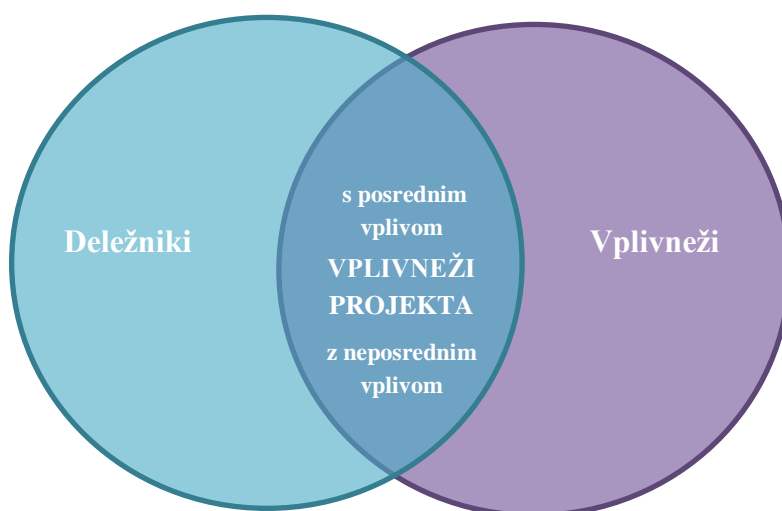 Deležniki
s posrednim
vplivom
VPLIVNEŽI
PROJEKTA
z neposrednim
vplivom
Vplivneži